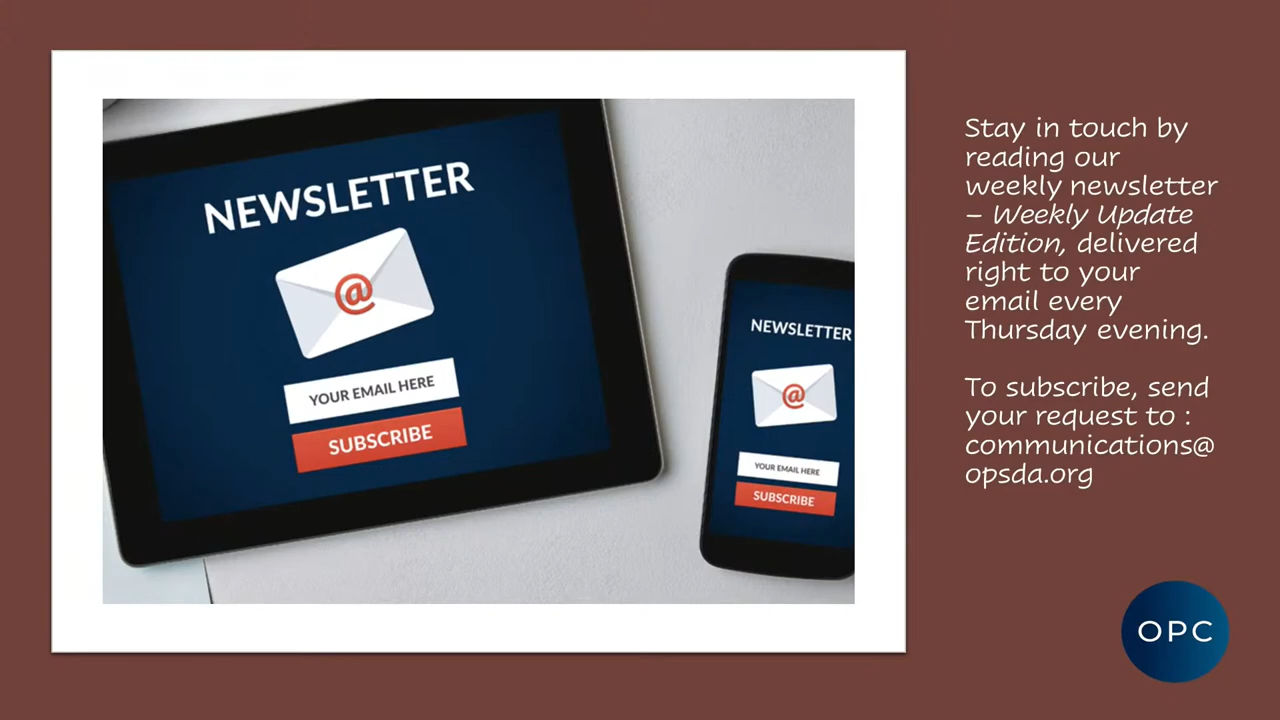 NEWSLETTER
@
YOUR EMAIL HERE
SUBSCRIBE
NEWSLETTER
@
YOUR EMAIL HERE
SUBSCRIBE
Stay in touch by
reading our
weekly newsletter
– Weekly Update
Edition, delivered
right to your
email every
Thursday evening.
To subscribe, send
your request to :
communications@
opsda.org
OPC